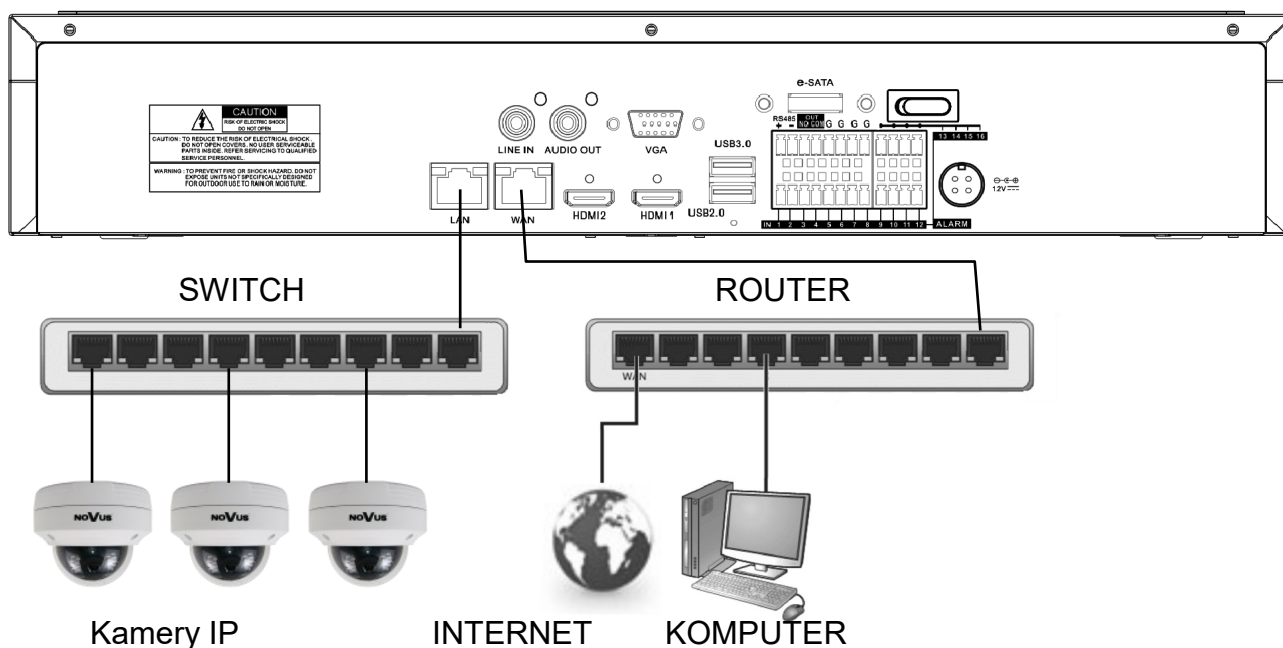 e-SATA
CAUTION
RISK OF ELECTRIC SHOCK
DO NOT OPEN
CAUTION : TO REDUCE THE RISK OF ELECTRICAL SHOCK
DO NOT OPEN COVERS. NO USER SERVICEABLE
PARTS INSIDE. REFER SERVICING TO QUALIFIED
SERVICE PERSONNEL.
WARNING : TO PREVENT FIRE OR SHOCK HAZARD. DO NOT
EXPOSE UNITS NOT SPECIFICALLY DESIGNED
FOR OUTDOOR USE TO RAIN OR MOISTURE.
LINE IN
AUDIO OUT
VGA
USB3.0
USB2.0
RS485
+ -
OUT
NO COM G G G G
13 14 15 16
12V
LAN
WAN
HDMI2
HDMI1
IN 1 2 3 4 5 6 7 8 9 10 11 12 ALARM
SWITCH
ROUTER
WAN
NOVUS
NOVUS
NOVUS
Kamery IP
INTERNET
KOMPUTER